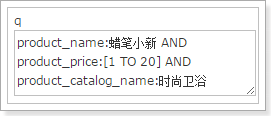 q
product_name:蜡笔小新 AND
product_price:[1 TO 20] AND
product_catalog_name:时尚卫浴